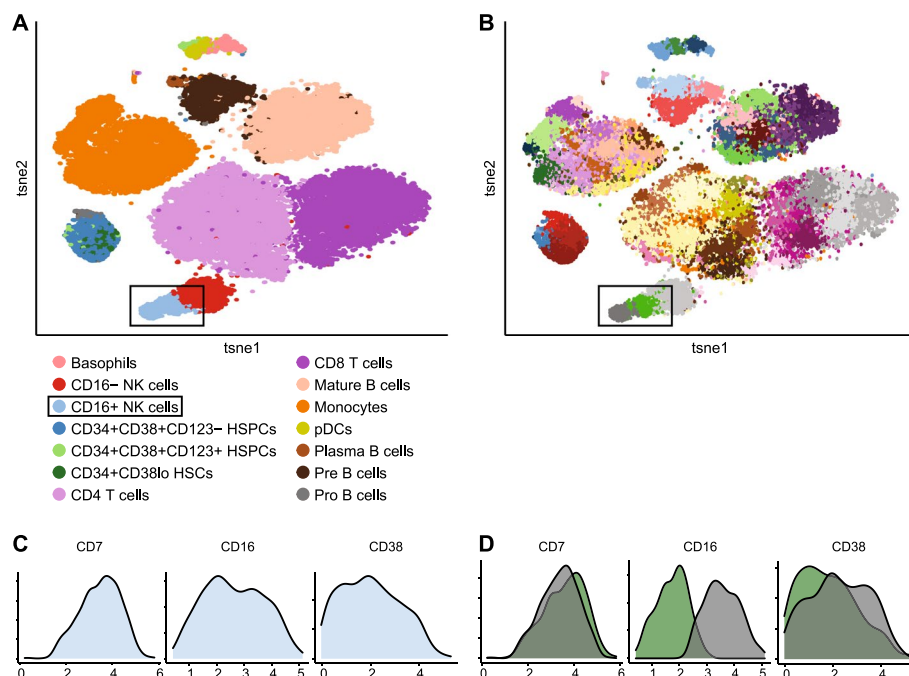 A
B
tsne2
tsne2
tsne1
tsne1
Basophils
CD16− NK cells
CD16+ NK cells
CD34+CD38+CD123− HSPCs
CD34+CD38+CD123+ HSPCs
CD34+CD38lo HSCs
CD4 T cells
CD8 T cells
Mature B cells
Monocytes
pDCs
Plasma B cells
Pre B cells
Pro B cells
C
CD7
CD16
CD38
0 2 4 6
1 2 3 4 5
0 2 4
D
CD7
CD16
CD38
0 2 4 6
1 2 3 4 5
0 2 4